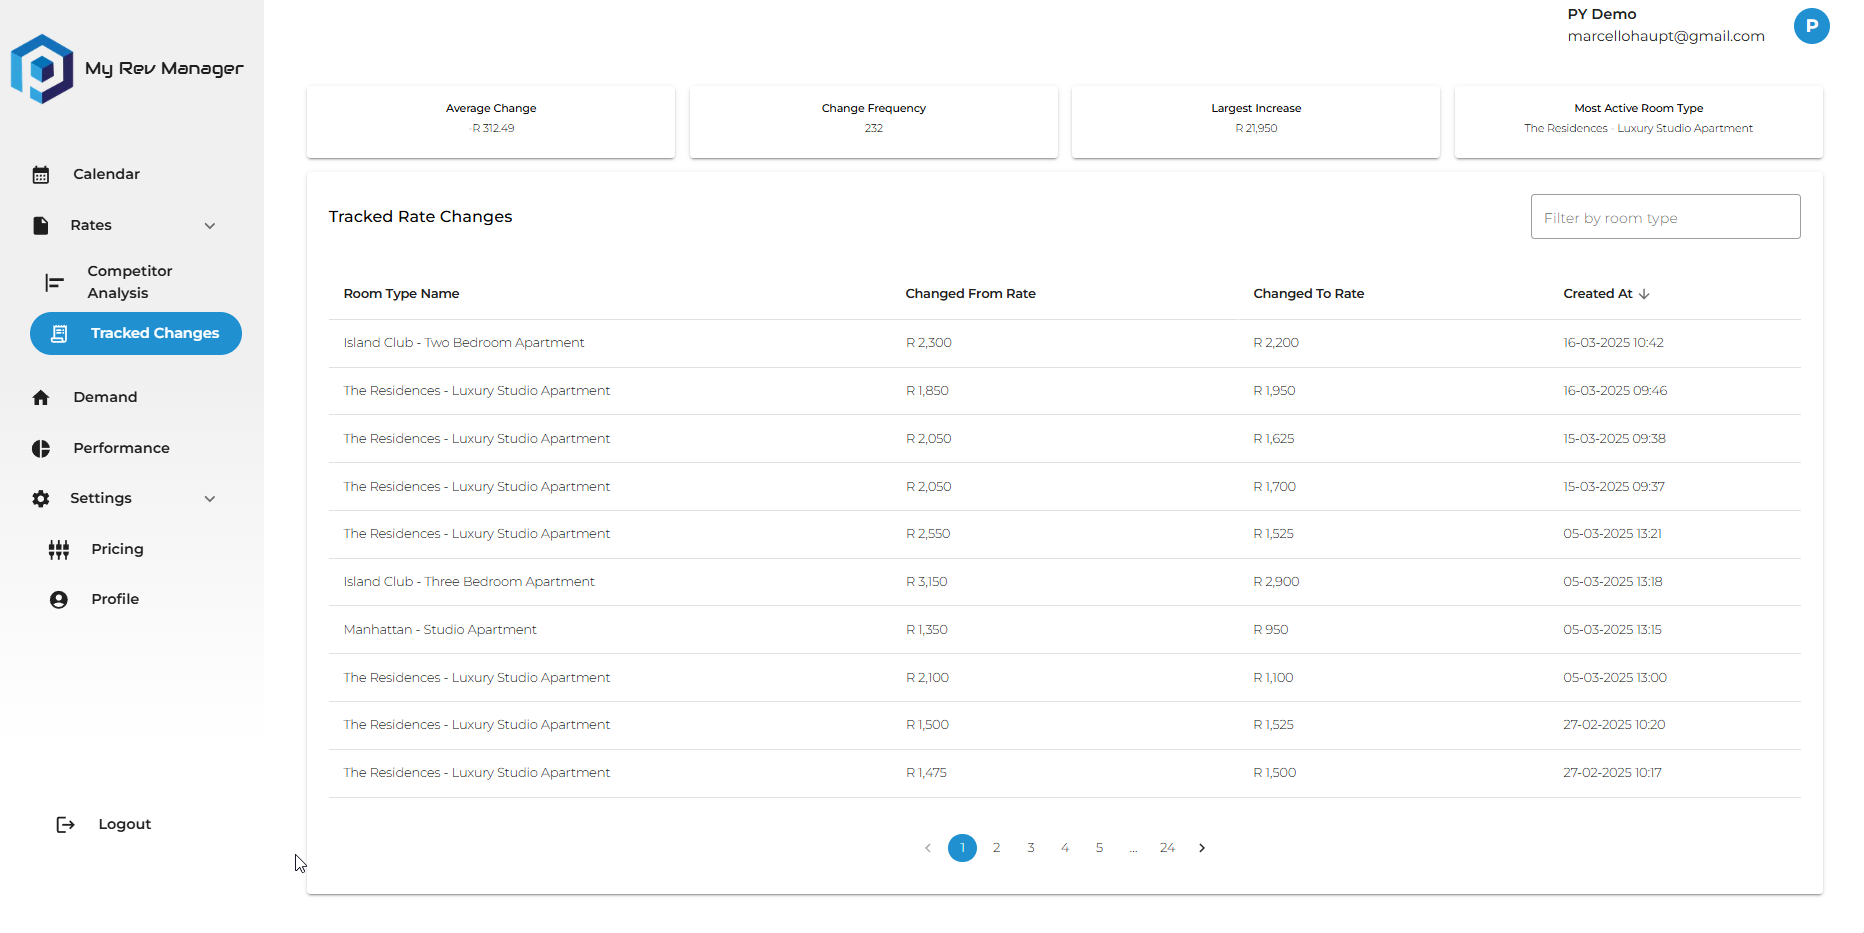 PY Demo
marcellohaupt@gmail.com
P
My Rev Manager
Calendar
Rates
Competitor
Analysis
Tracked Changes
Demand
Performance
Settings
Pricing
Profile
Logout
Average Change
-R 312.49
Change Frequency
232
Largest Increase
R 21,950
Most Active Room Type
The Residences - Luxury Studio Apartment
Tracked Rate Changes
Filter by room type
Room Type Name Changed From Rate Changed To Rate Created At
Island Club - Two Bedroom Apartment R 2,300 R 2,200 16-03-2025 10:42
The Residences - Luxury Studio Apartment R 1,850 R 1,950 16-03-2025 09:46
The Residences - Luxury Studio Apartment R 2,050 R 1,625 15-03-2025 09:38
The Residences - Luxury Studio Apartment R 2,050 R 1,700 15-03-2025 09:37
The Residences - Luxury Studio Apartment R 2,550 R 1,525 05-03-2025 13:21
Island Club - Three Bedroom Apartment R 3,150 R 2,900 05-03-2025 13:18
Manhattan - Studio Apartment R 1,350 R 950 05-03-2025 13:15
The Residences - Luxury Studio Apartment R 2,100 R 1,100 05-03-2025 13:00
The Residences - Luxury Studio Apartment R 1,500 R 1,525 27-02-2025 10:20
The Residences - Luxury Studio Apartment R 1,475 R 1,500 27-02-2025 10:17
1 2 3 4 5 ... 24